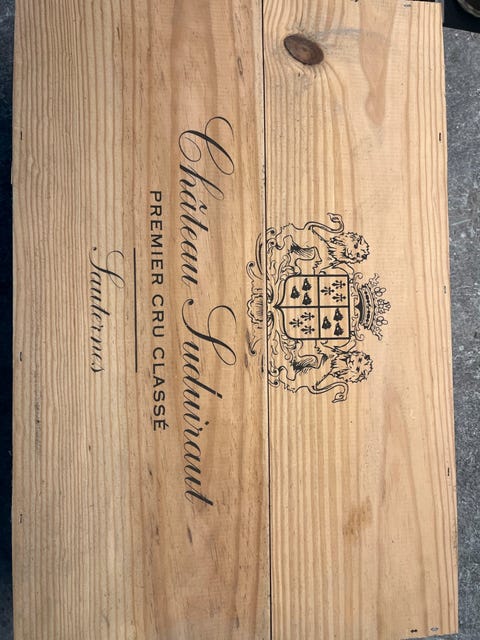 Château Suduiraut
PREMIER CRU CLASSÉ
Sauternes